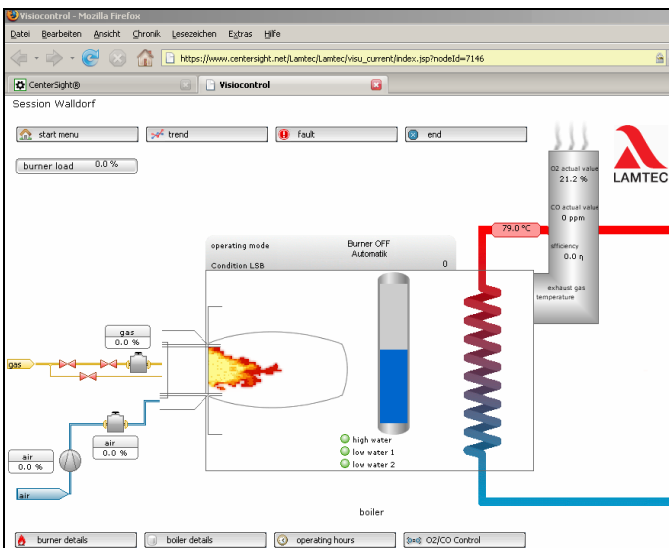 Visiocontrol - Mozilla Firefox
Datei Bearbeiten Ansicht Chronik Lesezeichen Extras Hilfe
https://www.centersight.net/Lamtec/Lamtec/visu_current/index.jsp?nodeId=7146
CenterSight® Visiocontrol
Session Walldorf
start menu trend fault end
burner load 0.0 %
O2 actual value
21.2 %
LAMTEC
CO actual value
0 ppm
79.0 °C
efficiency
0.0 η
operating mode Burner OFF
Automatik
Condition LSB 0
exhaust gas
temperature
gas
0.0 %
gas
air
0.0 %
air
0.0 %
air
high water
low water 1
low water 2
boiler
burner details boiler details operating hours O2/CO Control